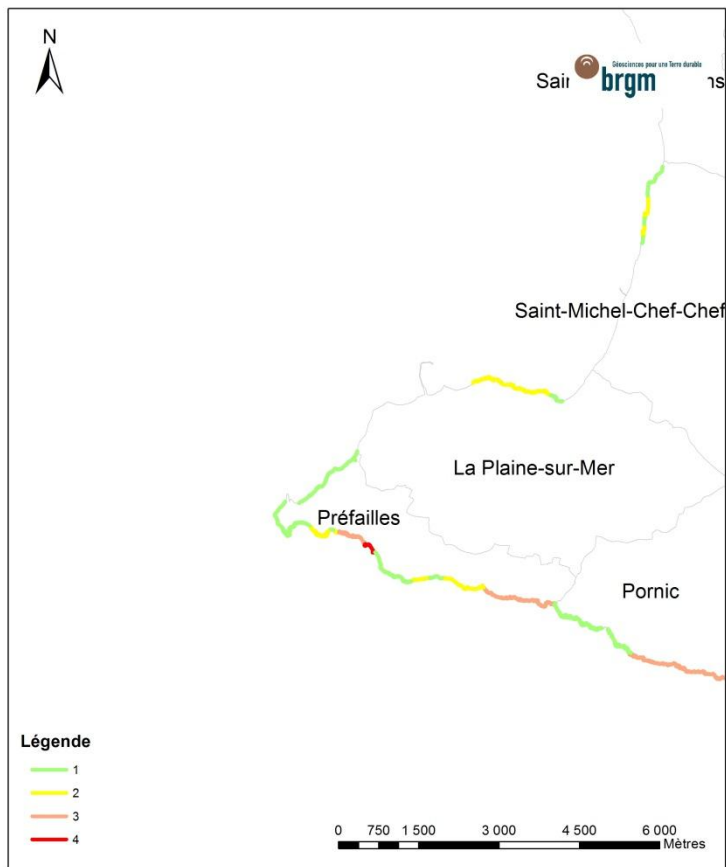 N
Géosciences pour une Terre durable
brgm
Saint-Michel-Chef-Chef
La Plaine-sur-Mer
Préfailles
Pornic
Légende
1
2
3
4
0 750 1 500 3 000 4 500 6 000
Mètres